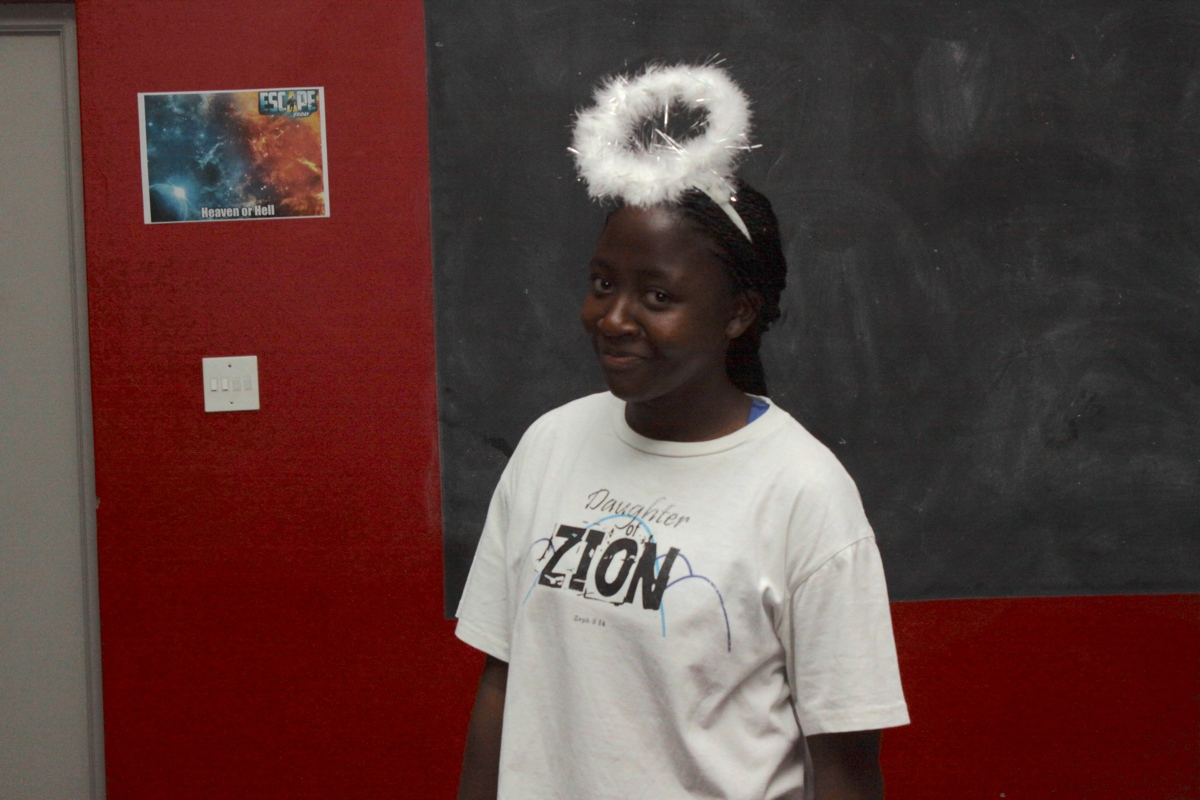 ESCAPE
Heaven or Hell
Daughter
of
ZION